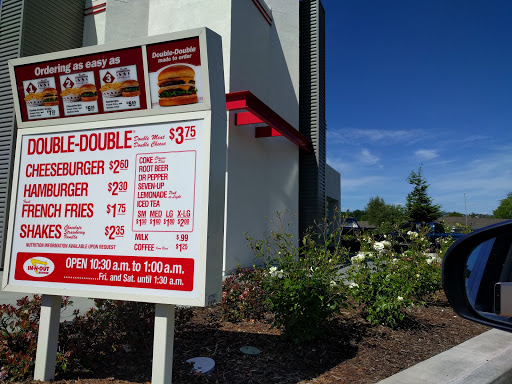 Ordering as easy as
Double-Double
made to order
1
2
3
DOUBLE-DOUBLE Double Meat
Double Cheese $3.75
CHEESEBURGER $2.60
HAMBURGER $2.30
FRENCH FRIES $1.75
SHAKES Chocolate
Strawberry
Vanilla $2.35
NUTRITION INFORMATION AVAILABLE UPON REQUEST
COKE
ROOT BEER
DR PEPPER
SEVEN-UP
LEMONADE
ICED TEA
SM MED LG X-LG
MILK $.99
COFFEE $1.25
IN-N-OUT
OPEN 10:30 a.m. to 1:00 a.m.
Fri. and Sat. until 1:30 a.m.